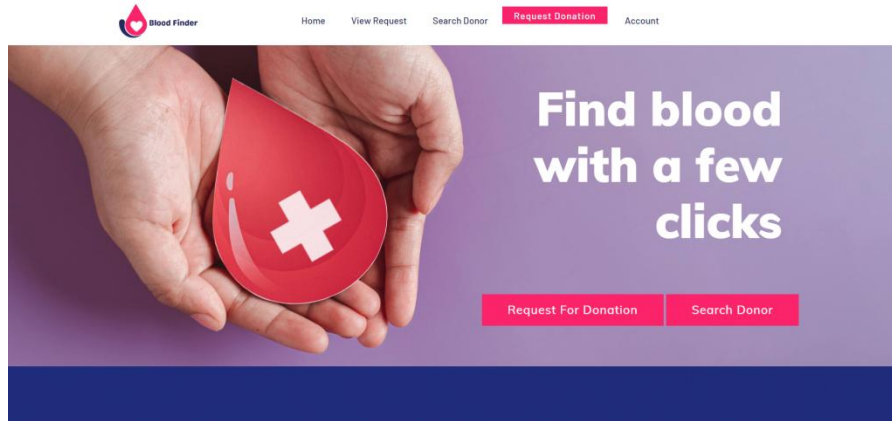 Blood Finder
Home View Request Search Donor Request Donation Account
Find blood
with a few
clicks
Request For Donation Search Donor